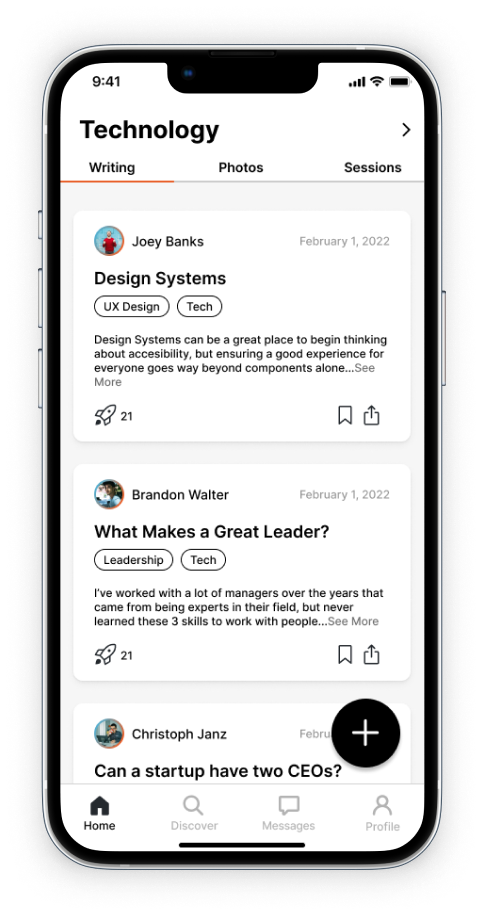 9:41
Technology
Writing Photos Sessions
Joey Banks February 1, 2022
Design Systems
UX Design Tech
Design Systems can be a great place to begin thinking
about accesibility, but ensuring a good experience for
everyone goes way beyond components alone...See
More
21
Brandon Walter February 1, 2022
What Makes a Great Leader?
Leadership Tech
I've worked with a lot of managers over the years that
came from being experts in their field, but never
learned these 3 skills to work with people...See More
21
Christoph Janz Febru
Can a startup have two CEOs?
Home Discover Messages Profile